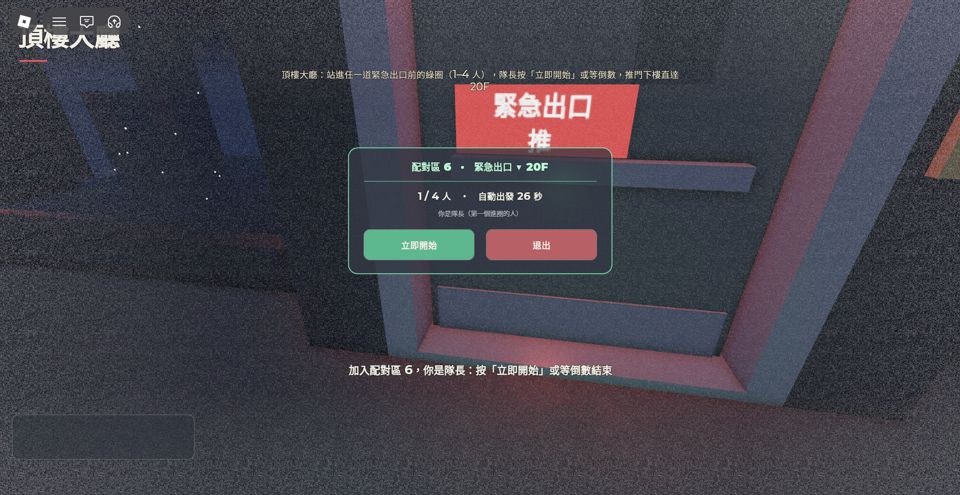 頂樓大廳
頂樓大廳：站進任一道緊急出口前的綠圈（1–4 人），隊長按「立即開始」或等倒數，推門下樓直達
20F
緊急出口
推
配對區 6 • 緊急出口 ▼ 20F
1 / 4 人 • 自動出發 26 秒
你是隊長（第一個進圈的人）
立即開始
退出
加入配對區 6，你是隊長：按「立即開始」或等倒數結束